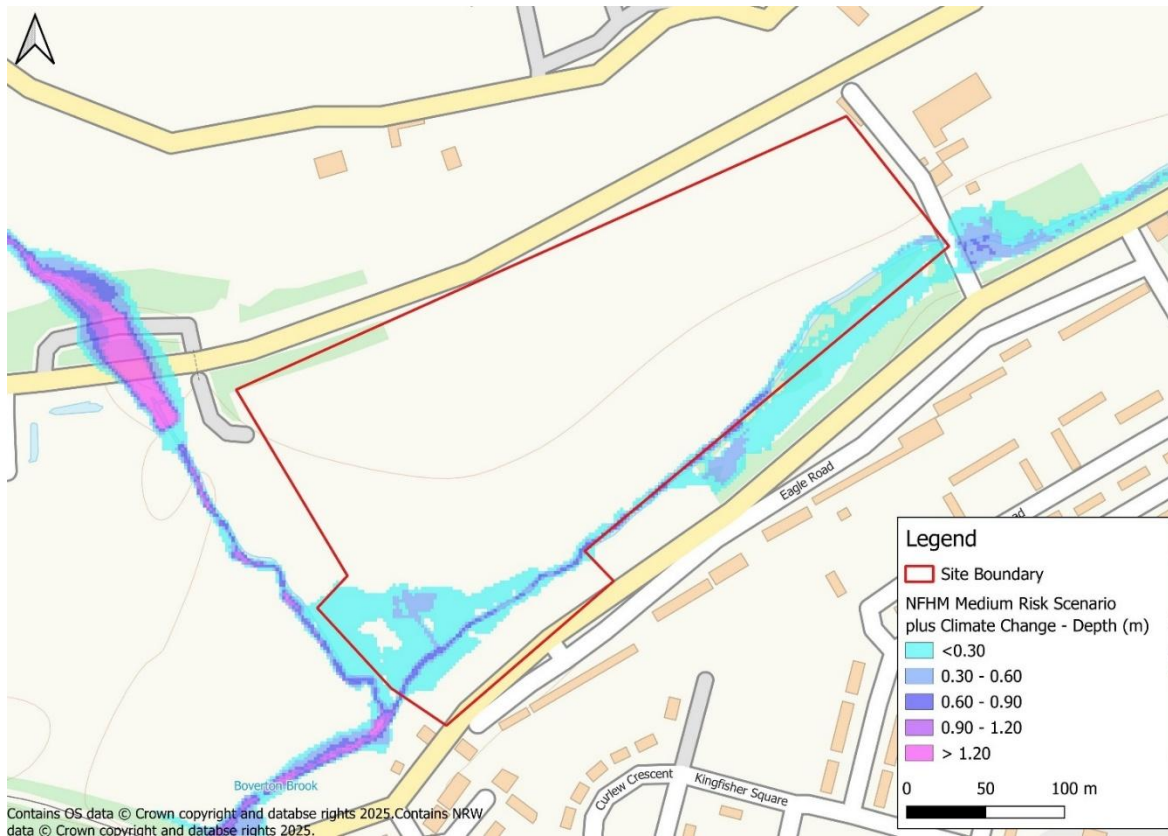 Eagle Road
ad
Legend
Site Boundary
NFHM Medium Risk Scenario
plus Climate Change - Depth (m)
<0.30
0.30 - 0.60
0.60 - 0.90
0.90 - 1.20
> 1.20
0 50 100 m
Curlew Crescent
Kingfisher Square
Boverton Brook
Contains OS data © Crown copyright and databse rights 2025.Contains NRW
data © Crown copyright and databse rights 2025.